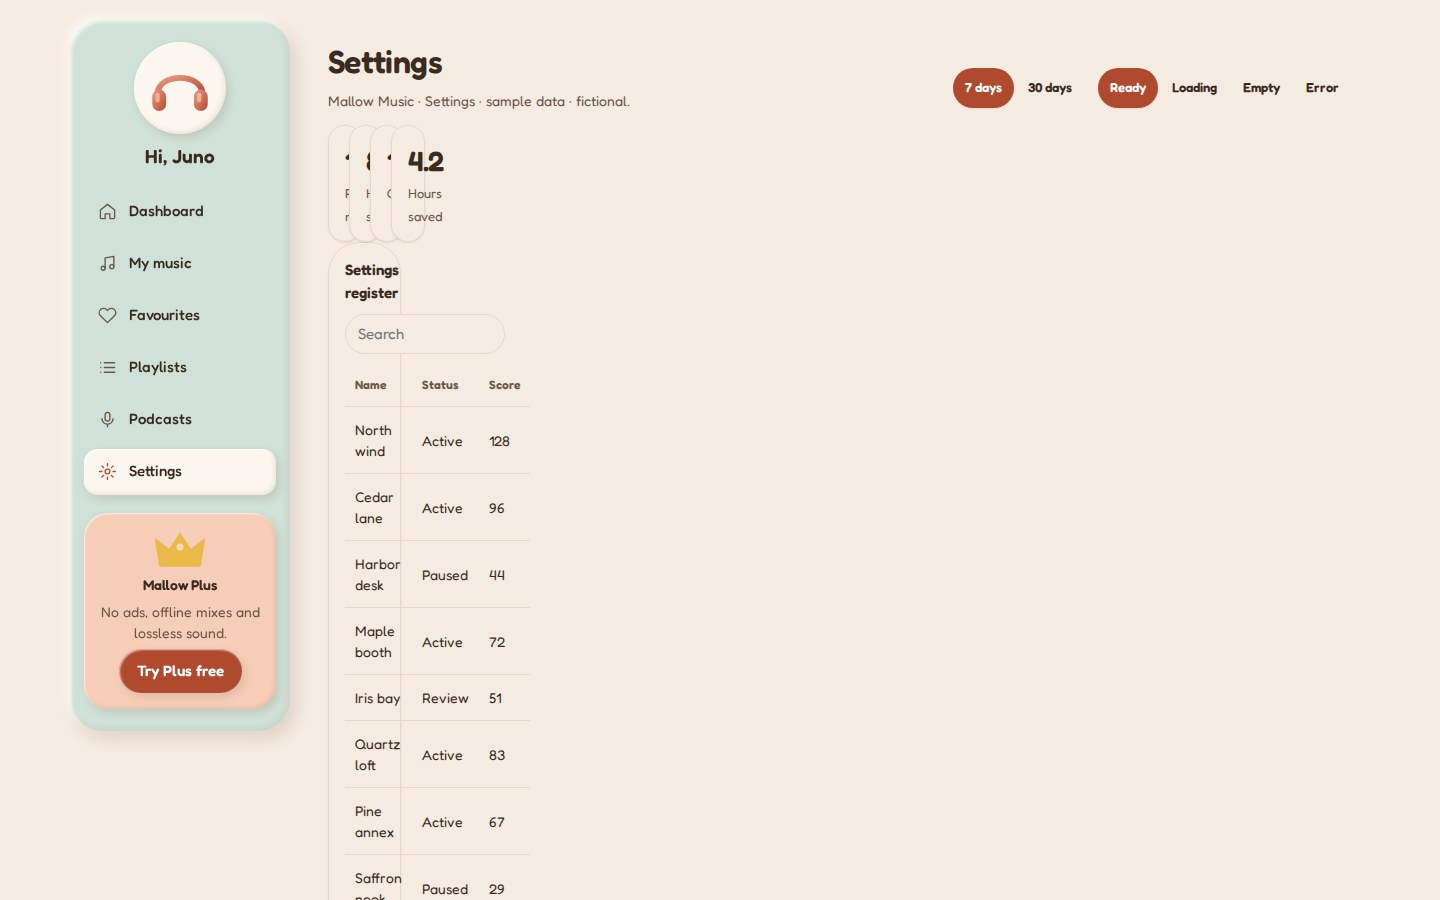 Hi, Juno
Dashboard
My music
Favourites
Playlists
Podcasts
Settings
Mallow Plus
No ads, offline mixes and
lossless sound.
Try Plus free
Settings
Mallow Music · Settings · sample data · fictional.
7 days
30 days
Ready
Loading
Empty
Error
4.2
Hours
saved
Settings
register
Search
Name Status Score
North
wind
Active 128
Cedar
lane
Active 96
Harbor
desk
Paused 44
Maple
booth
Active 72
Iris bay Review 51
Quartz
loft
Active 83
Pine
annex
Active 67
Saffron
Paused 29